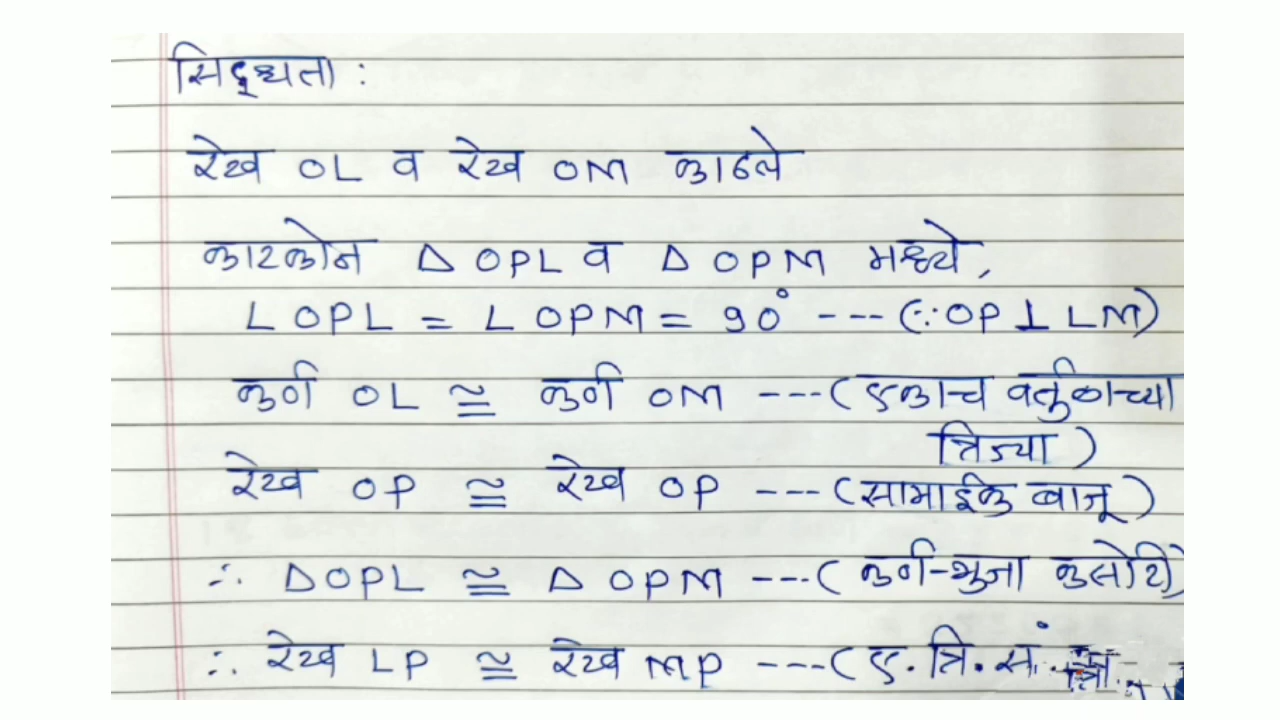 सिद्धता :
रेख OL व रेख OM काढले
काटकोन △ OPL व △ OPM मध्ये,
∠ OPL = ∠ OPM = 90° --- (∵ OP ⊥ LM)
कर्ण OL ≅ कर्ण OM --- (एकाच वर्तुळाच्या
त्रिज्या)
रेख OP ≅ रेख OP --- (सामाईक बाजू)
∴ △OPL ≅ △ OPM --- (कर्ण-भुजा कसोटि)
∴ रेख LP ≅ रेख MP --- (ए. त्रि. सं.